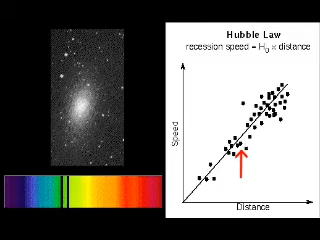 Hubble Law
recession speed = H₀ x distance
Speed
Distance